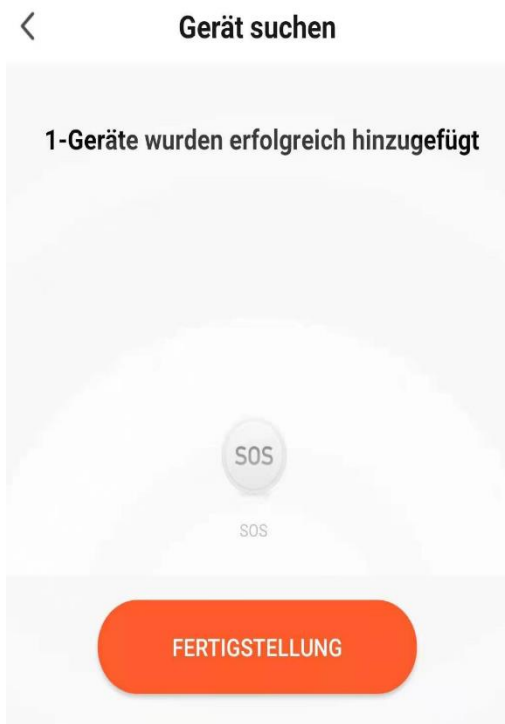 Gerät suchen
1-Geräte wurden erfolgreich hinzugefügt
SOS
SOS
FERTIGSTELLUNG